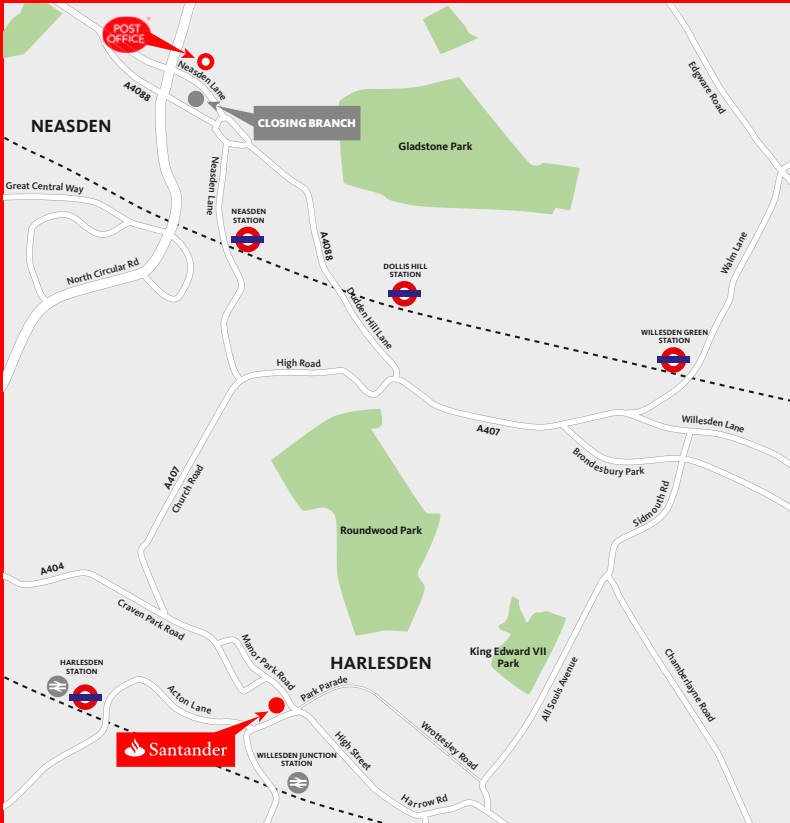 POST
OFFICE
Neasden Lane
A4088
CLOSING BRANCH
NEASDEN
Edgware Road
Gladstone Park
Great Central Way
Neasden Lane
NEASDEN
STATION
A4088
North Circular Rd
DOLLIS HILL
STATION
Walm Lane
Dudden Hill Lane
WILLESDEN GREEN
STATION
High Road
A407
Willesden Lane
Brondesbury Park
A407
Church Road
Sidmouth Rd
Roundwood Park
A404
Craven Park Road
Manor Park Road
HARLESDEN
King Edward VII
Park
HARLESDEN
STATION
Acton Lane
Park Parade
All Souls Avenue
Chamberlayne Road
Santander
WILLESDEN JUNCTION
STATION
High Street
Wrottesley Road
Harrow Rd